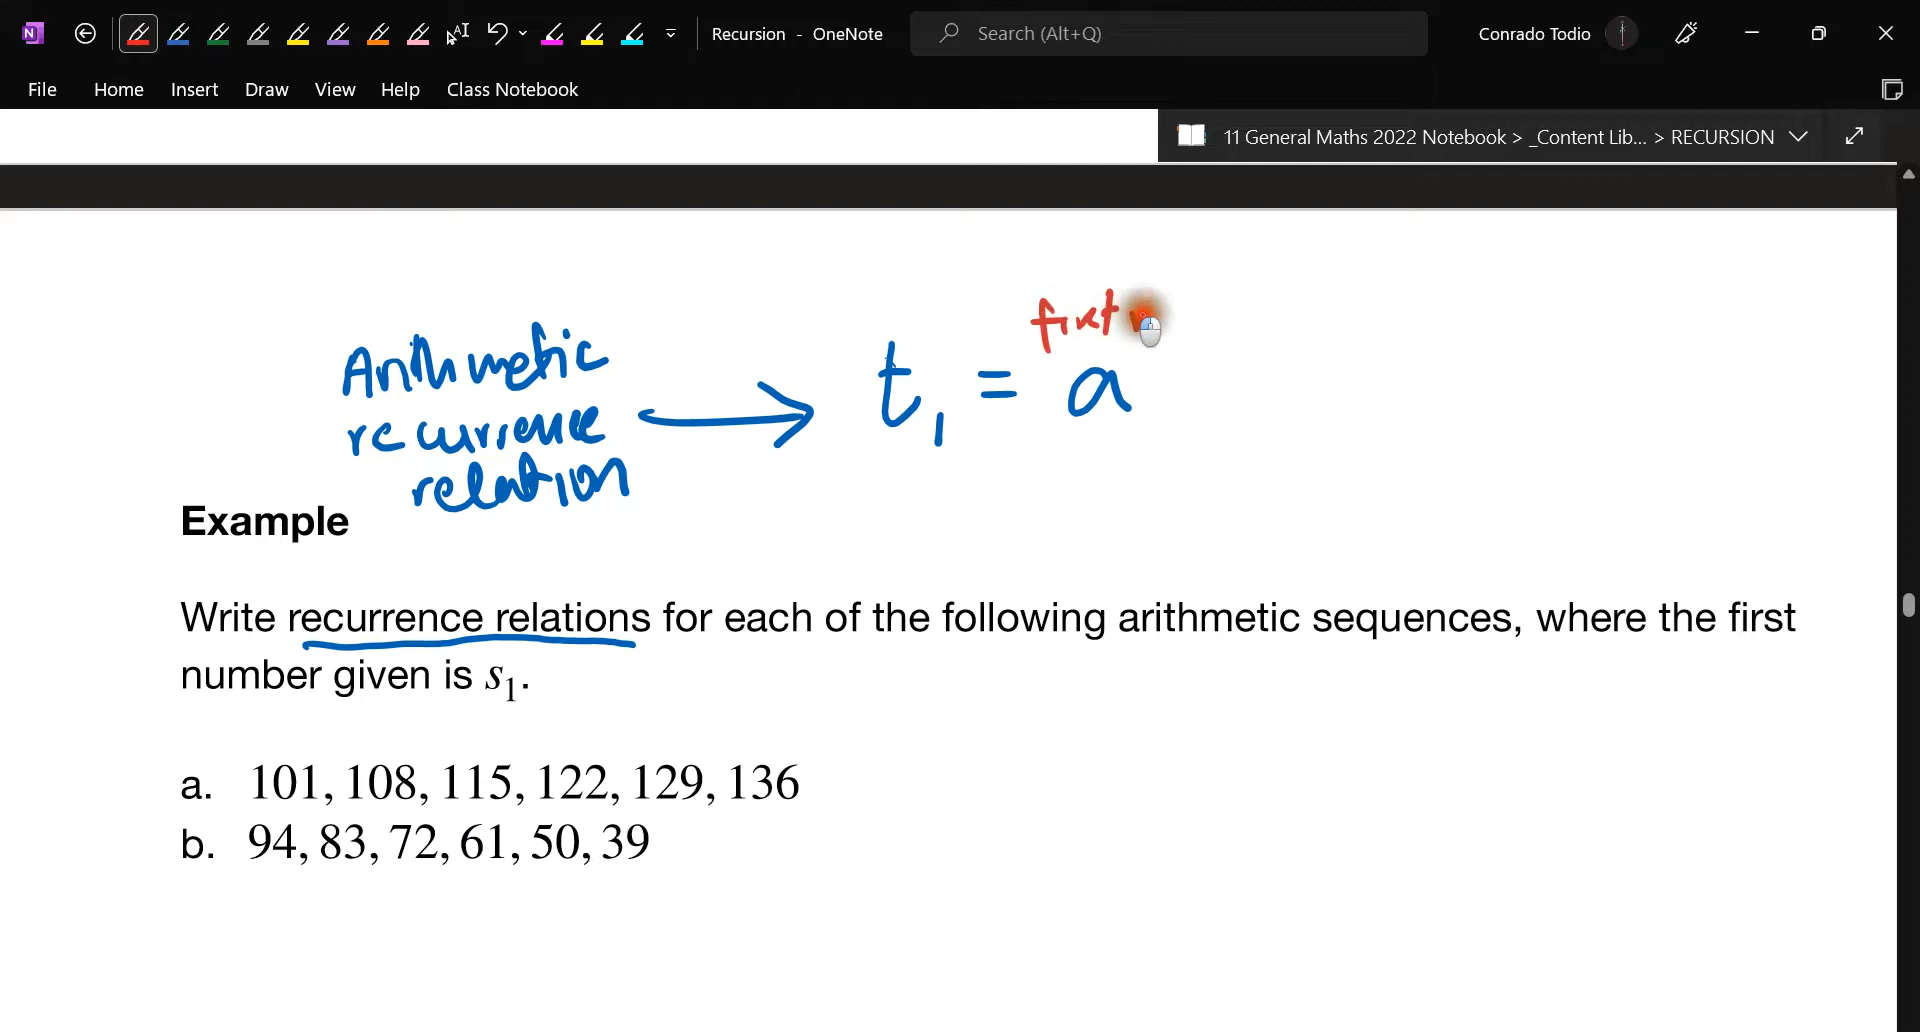 Recursion - OneNote
Search (Alt+Q)
Conrado Todio
File Home Insert Draw View Help Class Notebook
11 General Maths 2022 Notebook > _Content Lib... > RECURSION
first
Arithmetic
recurrence
relation
t₁ = a
Example
Write recurrence relations for each of the following arithmetic sequences, where the first
number given is s₁.
a. 101, 108, 115, 122, 129, 136
b. 94, 83, 72, 61, 50, 39